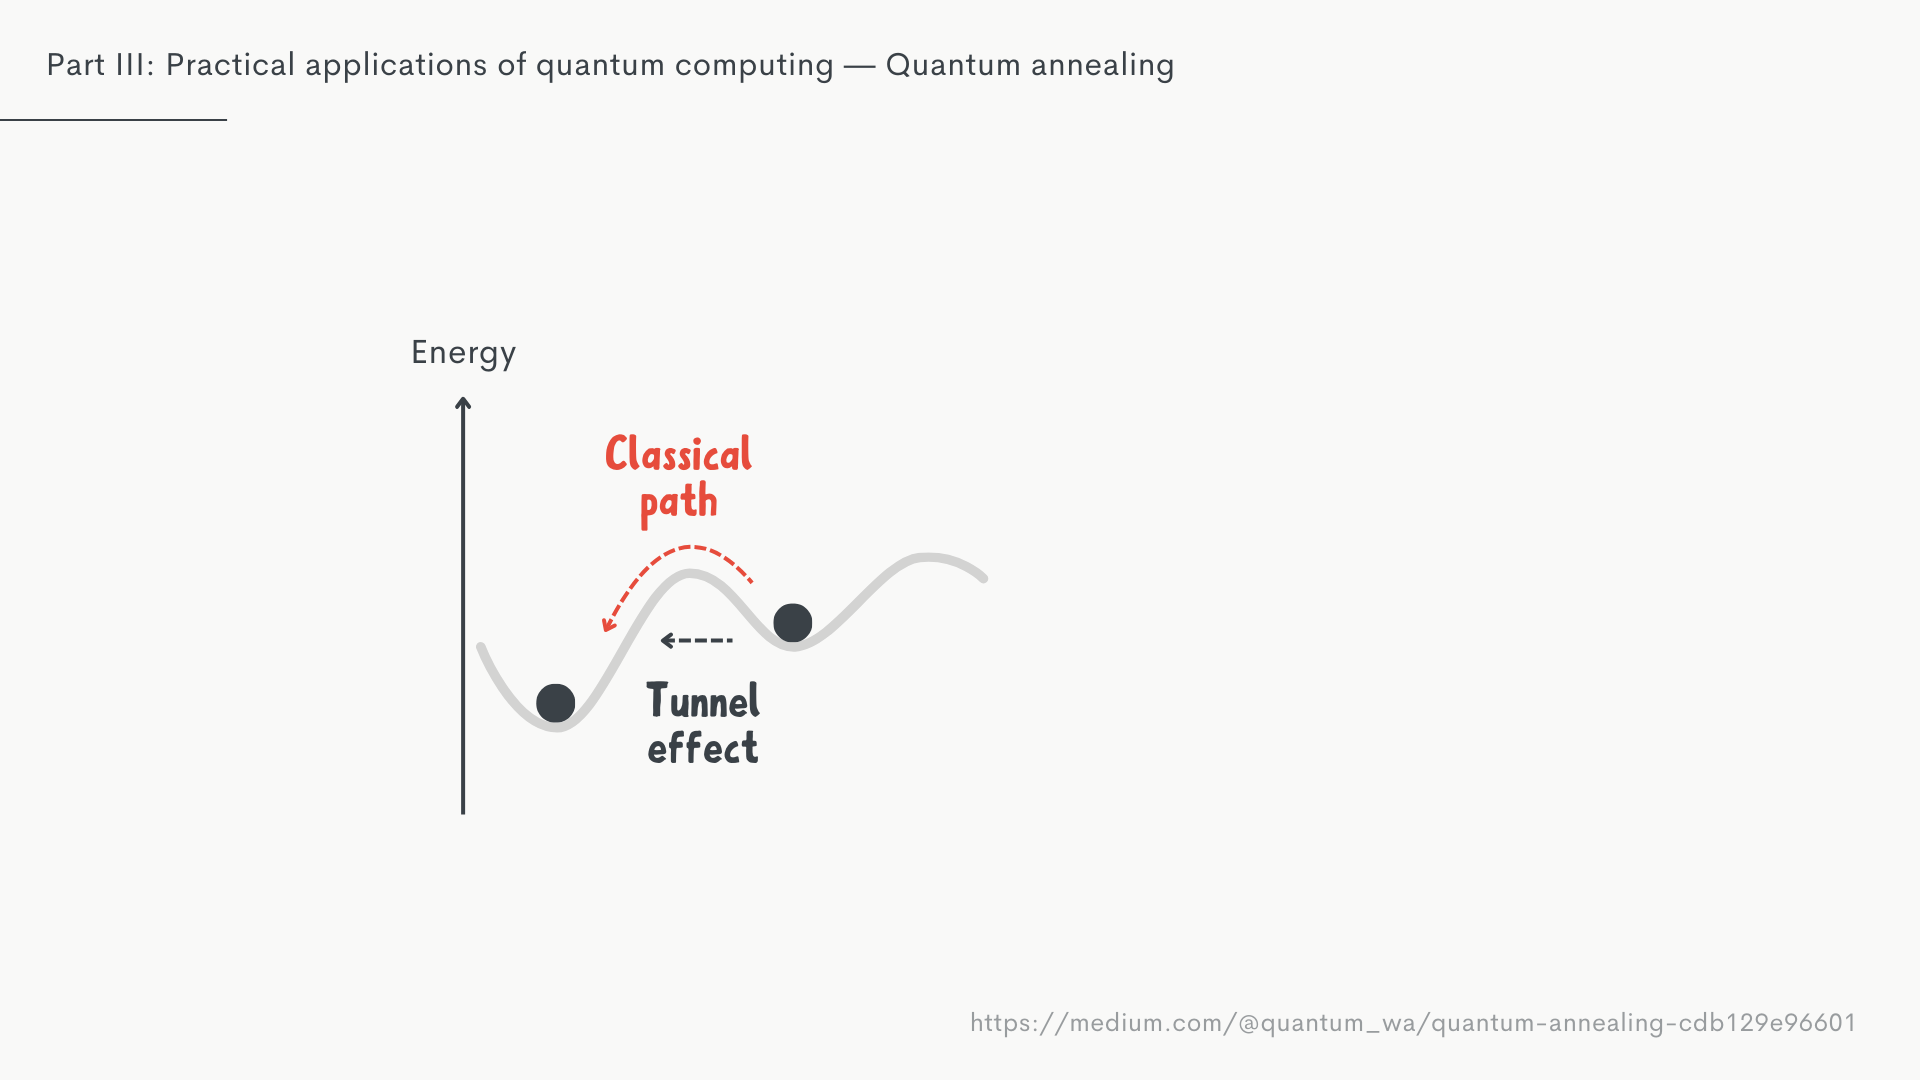 Part III: Practical applications of quantum computing — Quantum annealing
Energy
Classical
path
Tunnel
effect
https://medium.com/@quantum_wa/quantum-annealing-cdb129e96601